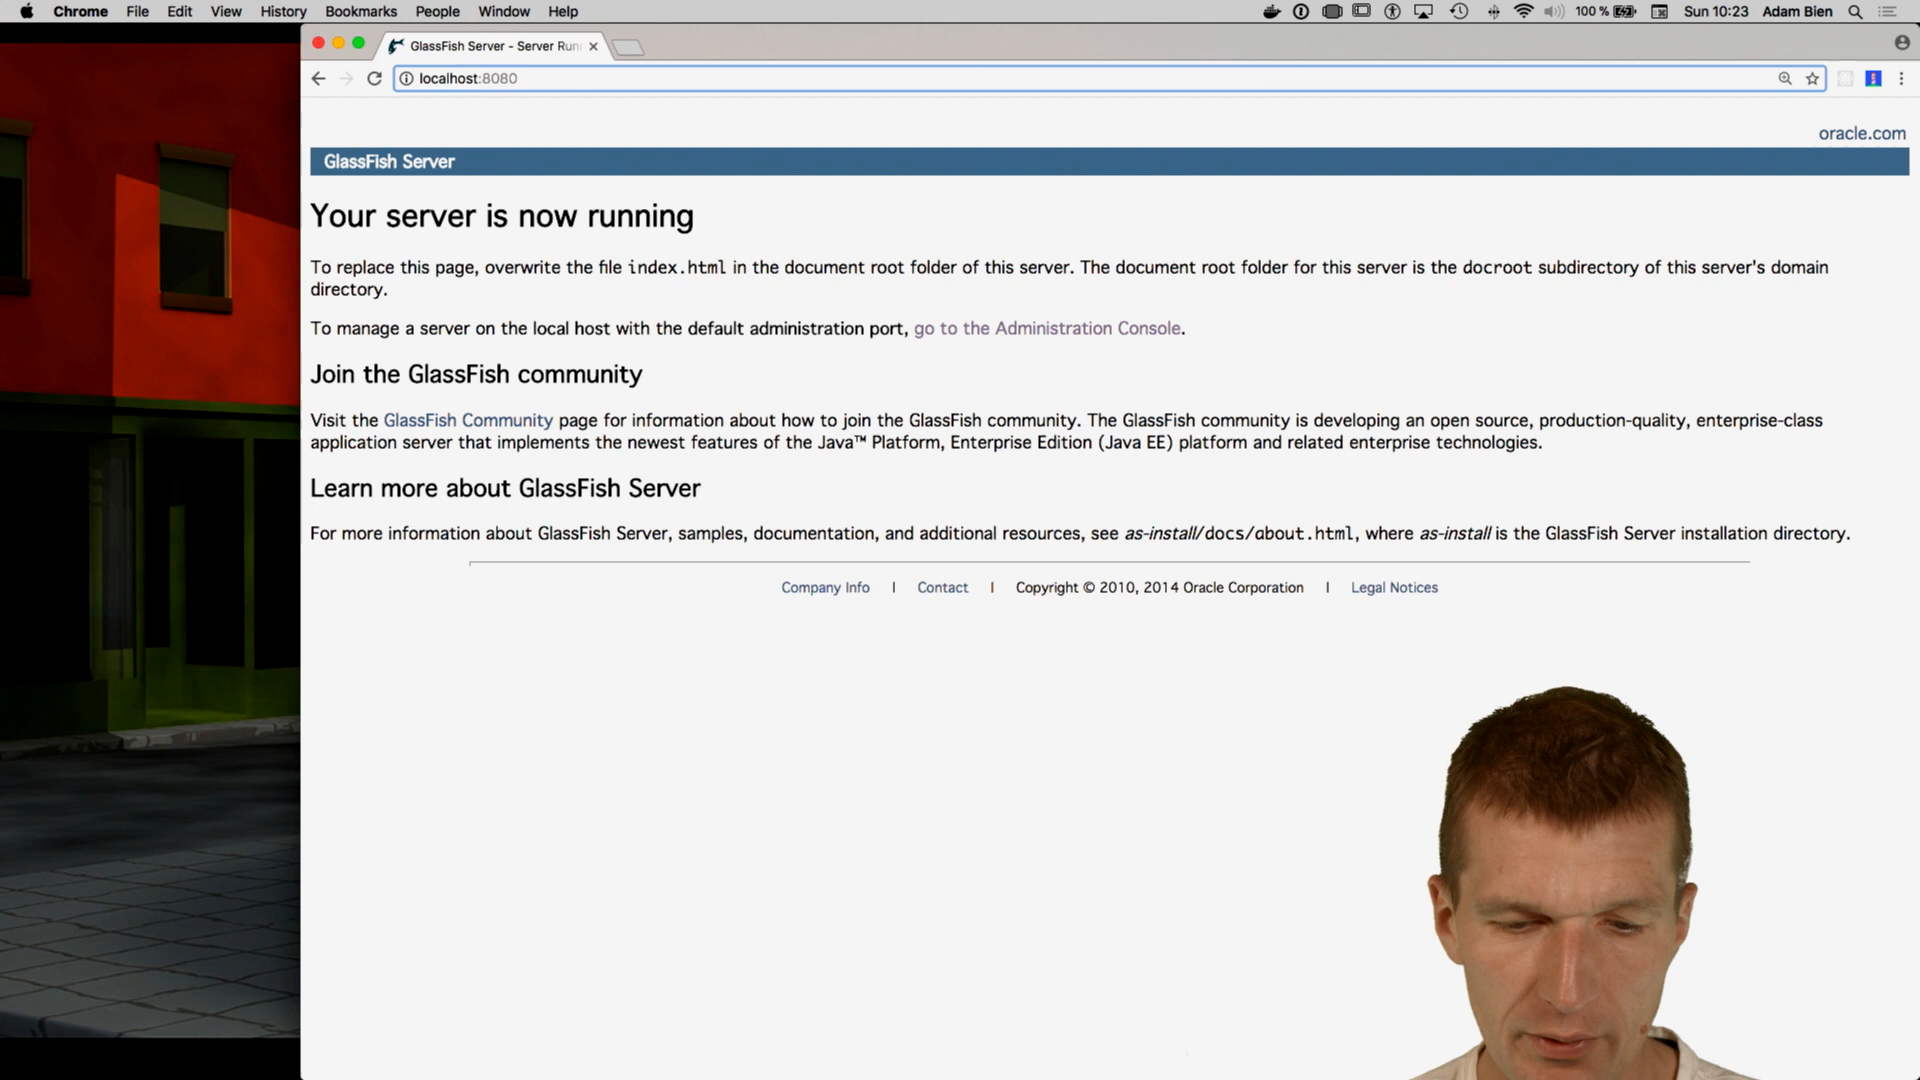 Chrome File Edit View History Bookmarks People Window Help 100 % Sun 10:23 Adam Bien
GlassFish Server - Server Run
localhost:8080
oracle.com
GlassFish Server
Your server is now running
To replace this page, overwrite the file index.html in the document root folder of this server. The document root folder for this server is the docroot subdirectory of this server's domain
directory.
To manage a server on the local host with the default administration port, go to the Administration Console.
Join the GlassFish community
Visit the GlassFish Community page for information about how to join the GlassFish community. The GlassFish community is developing an open source, production-quality, enterprise-class
application server that implements the newest features of the Java™ Platform, Enterprise Edition (Java EE) platform and related enterprise technologies.
Learn more about GlassFish Server
For more information about GlassFish Server, samples, documentation, and additional resources, see as-install/docs/about.html, where as-install is the GlassFish Server installation directory.
Company Info | Contact | Copyright © 2010, 2014 Oracle Corporation | Legal Notices